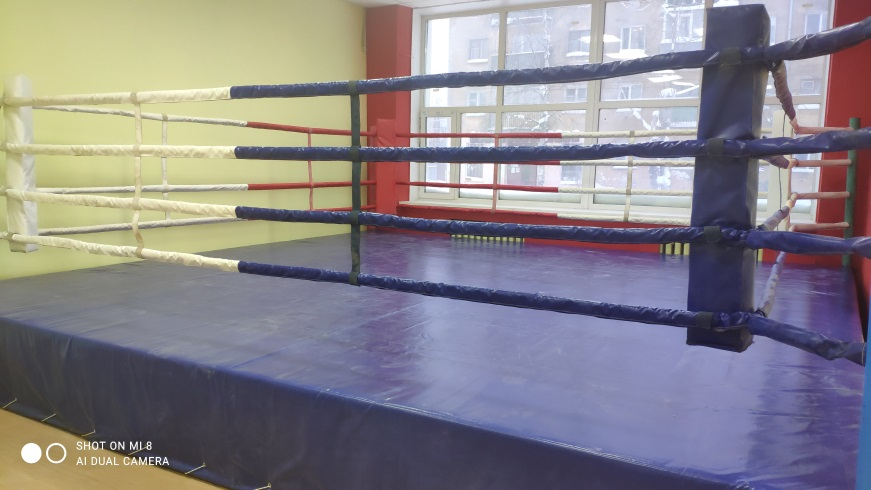 SHOT ON MI 8
AI DUAL CAMERA